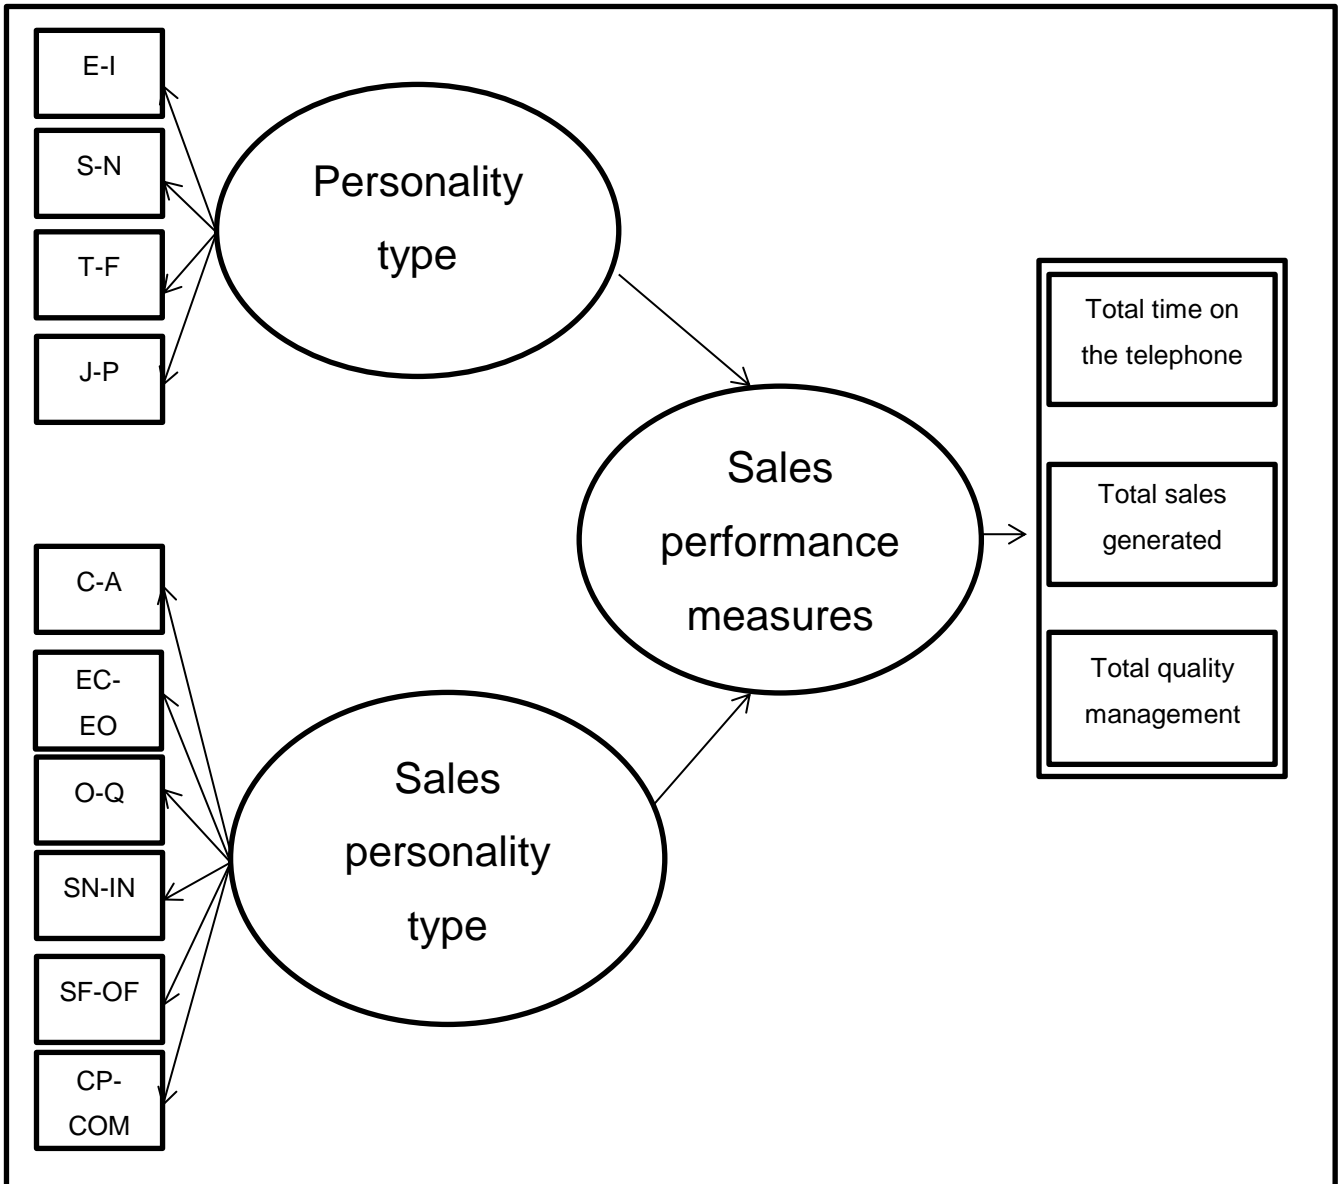 E-I
S-N
T-F
J-P
Personality
type
C-A
EC-
EO
O-Q
SN-IN
SF-OF
CP-
COM
Sales
personality
type
Sales
performance
measures
Total time on
the telephone
Total sales
generated
Total quality
management